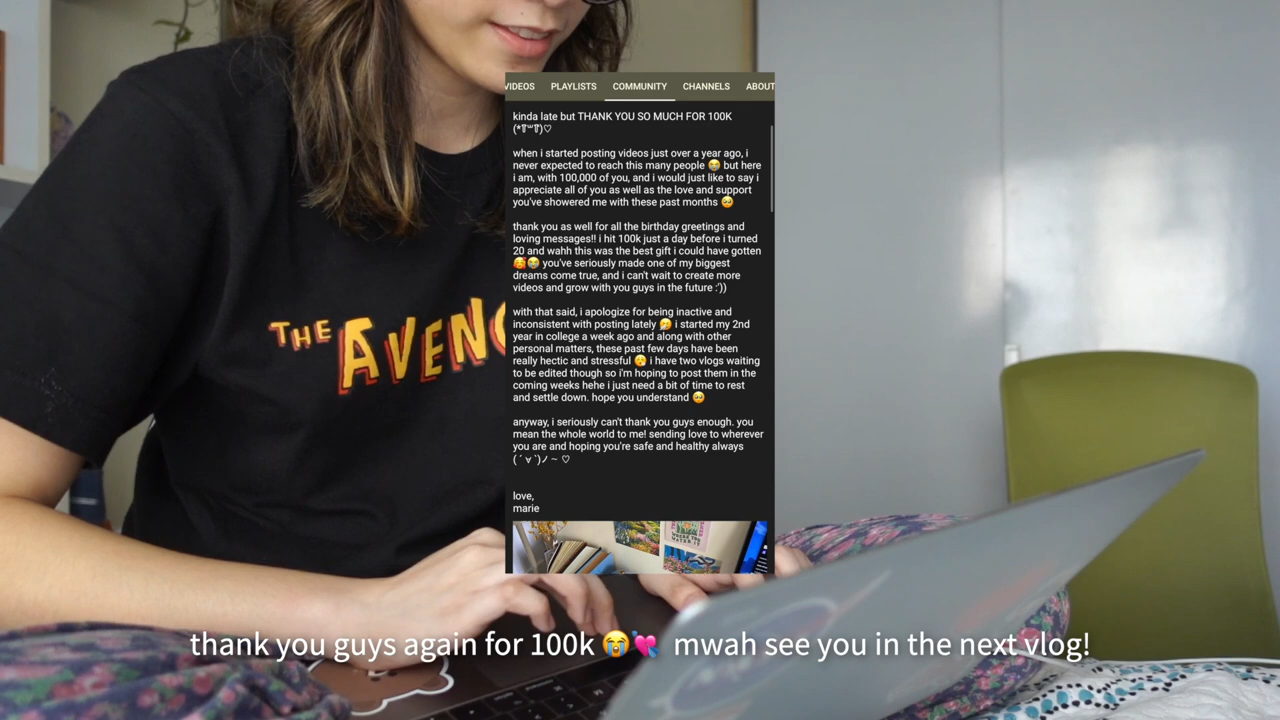 VIDEOS PLAYLISTS COMMUNITY CHANNELS ABOUT
kinda late but THANK YOU SO MUCH FOR 100K
(*꒦ິ꒳꒦ີ)♡
when i started posting videos just over a year ago, i
never expected to reach this many people 😭 but here
i am, with 100,000 of you, and i would just like to say i
appreciate all of you as well as the love and support
you've showered me with these past months 🥺
thank you as well for all the birthday greetings and
loving messages!! i hit 100k just a day before i turned
20 and wahh this was the best gift i could have gotten
🥰😭 you've seriously made one of my biggest
dreams come true, and i can't wait to create more
videos and grow with you guys in the future :'))
with that said, i apologize for being inactive and
inconsistent with posting lately 😢 i started my 2nd
year in college a week ago and along with other
personal matters, these past few days have been
really hectic and stressful 😮‍💨 i have two vlogs waiting
to be edited though so i'm hoping to post them in the
coming weeks hehe i just need a bit of time to rest
and settle down. hope you understand 🥺
anyway, i seriously can't thank you guys enough. you
mean the whole world to me! sending love to wherever
you are and hoping you're safe and healthy always
( ´ ∀ `)ノ~ ♡
love,
marie
THE AVENG
thank you guys again for 100k 😭💘 mwah see you in the next vlog!